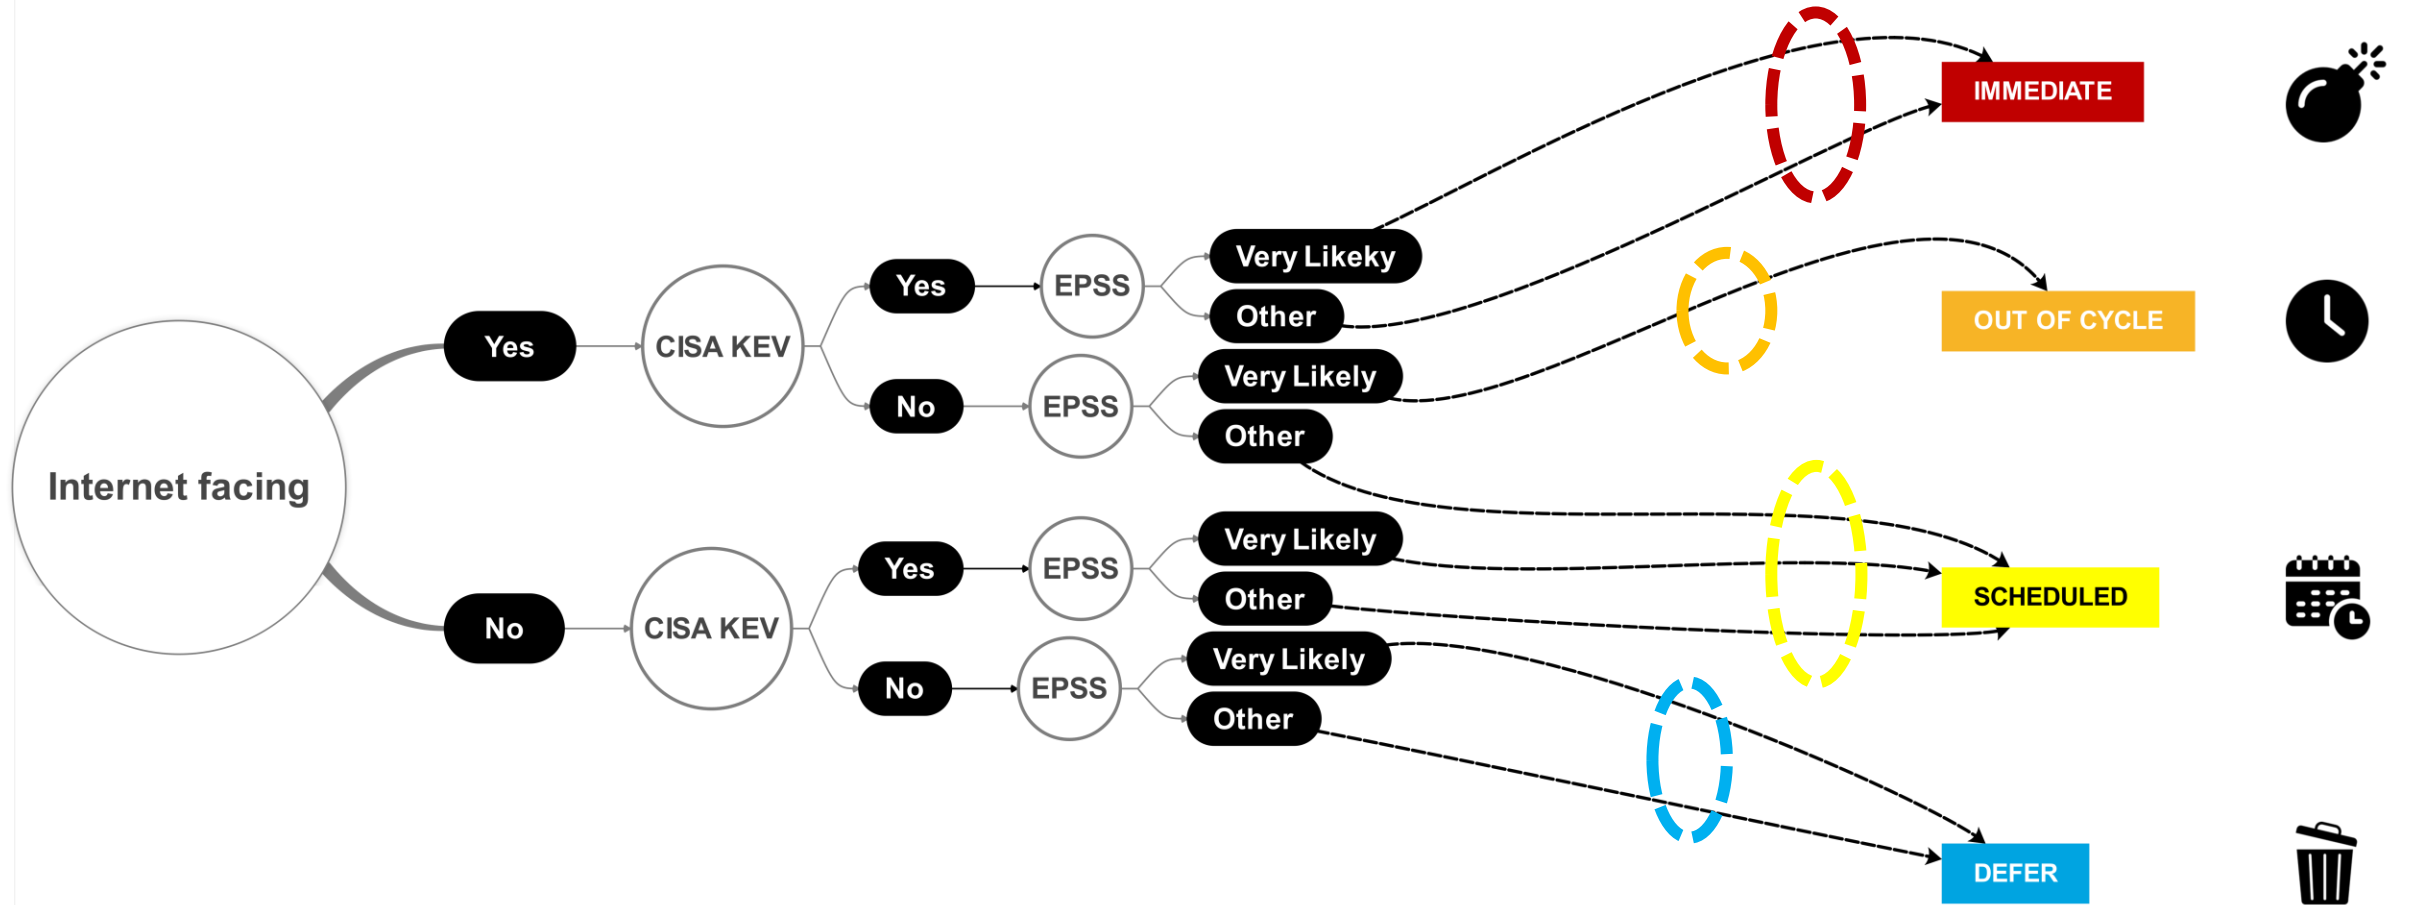 Internet facing
Yes
CISA KEV
Yes
EPSS
Very Likeky
Other
No
EPSS
Very Likely
Other
No
CISA KEV
Yes
EPSS
Very Likely
Other
No
EPSS
Very Likely
Other
IMMEDIATE
OUT OF CYCLE
SCHEDULED
DEFER